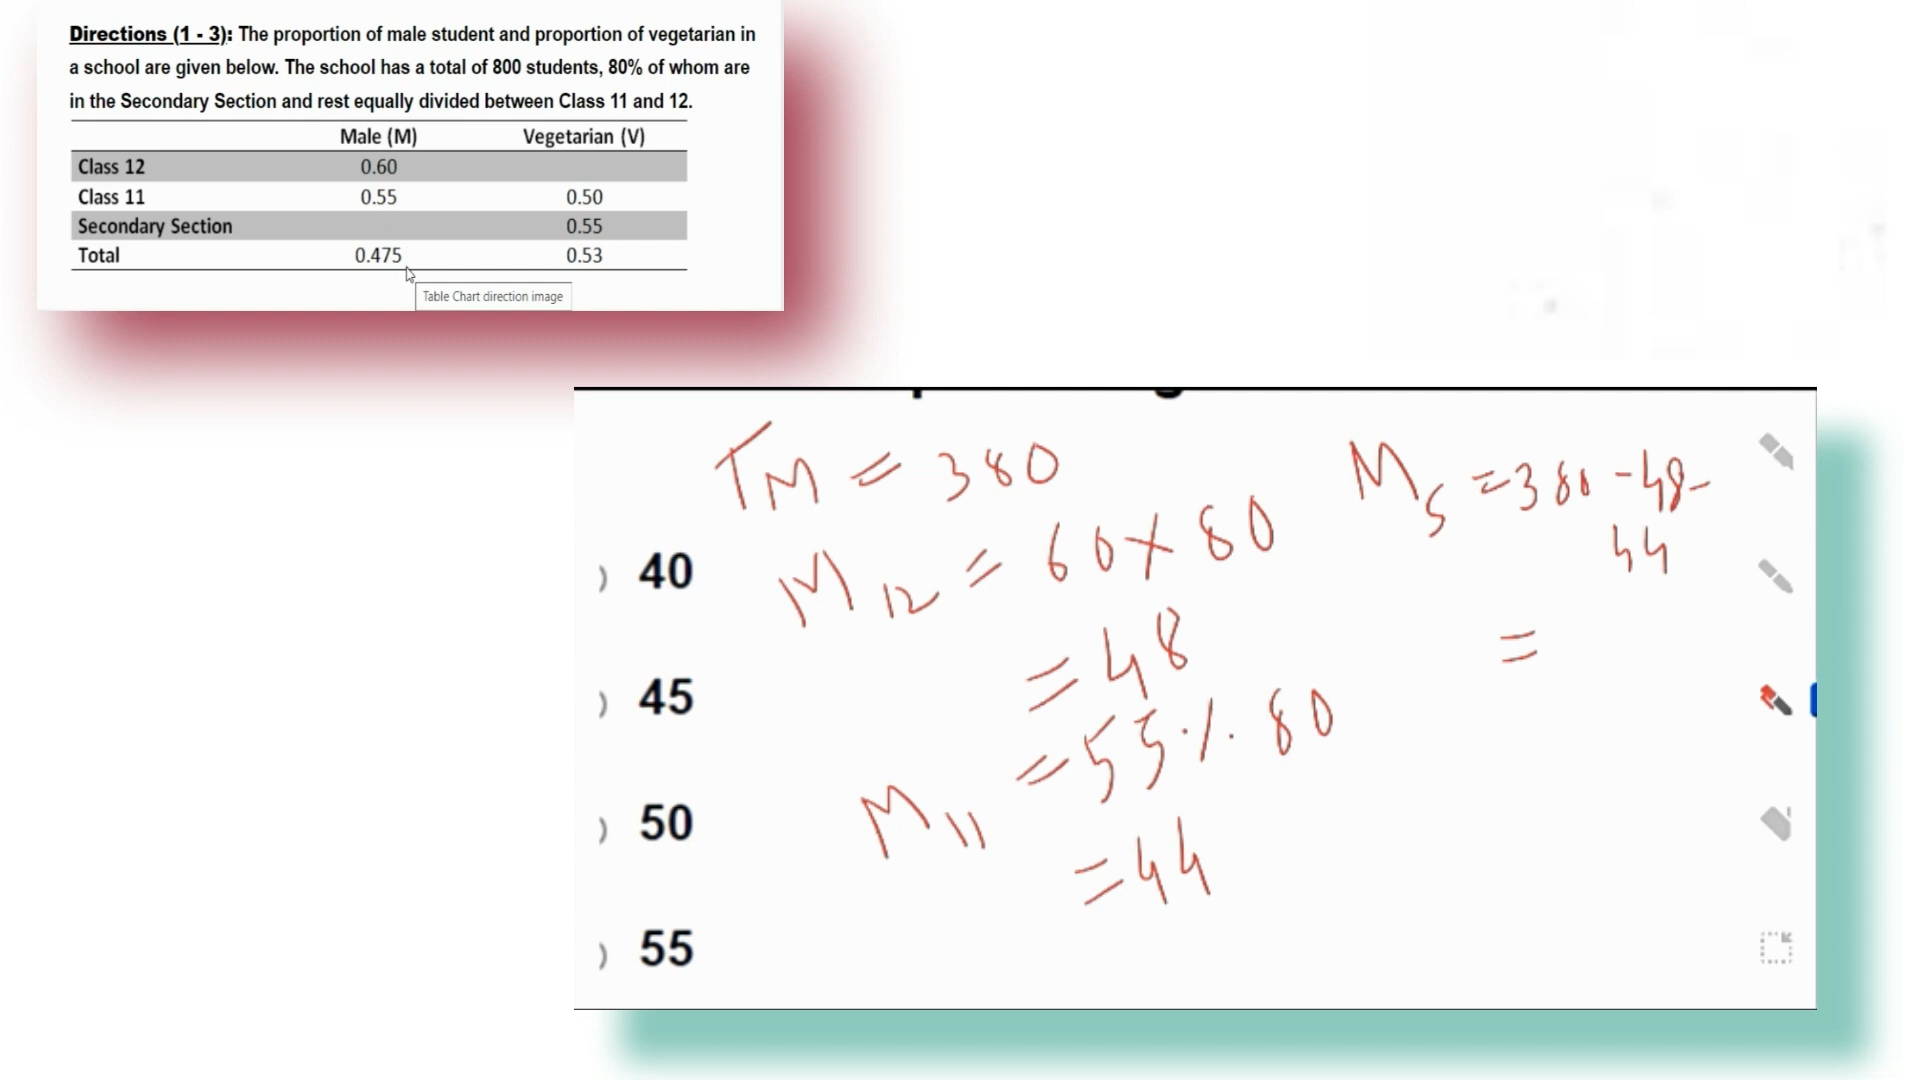 Directions (1 - 3): The proportion of male student and proportion of vegetarian in
a school are given below. The school has a total of 800 students, 80% of whom are
in the Secondary Section and rest equally divided between Class 11 and 12.
Male (M) Vegetarian (V)
Class 12 0.60
Class 11 0.55 0.50
Secondary Section 0.55
Total 0.475 0.53
Table Chart direction image
TM = 380
MS = 380 - 48 -
44
=
) 40
M12 = 60 × 80
= 48
) 45
= 55 ·/. 80
M11
) 50
= 44
) 55